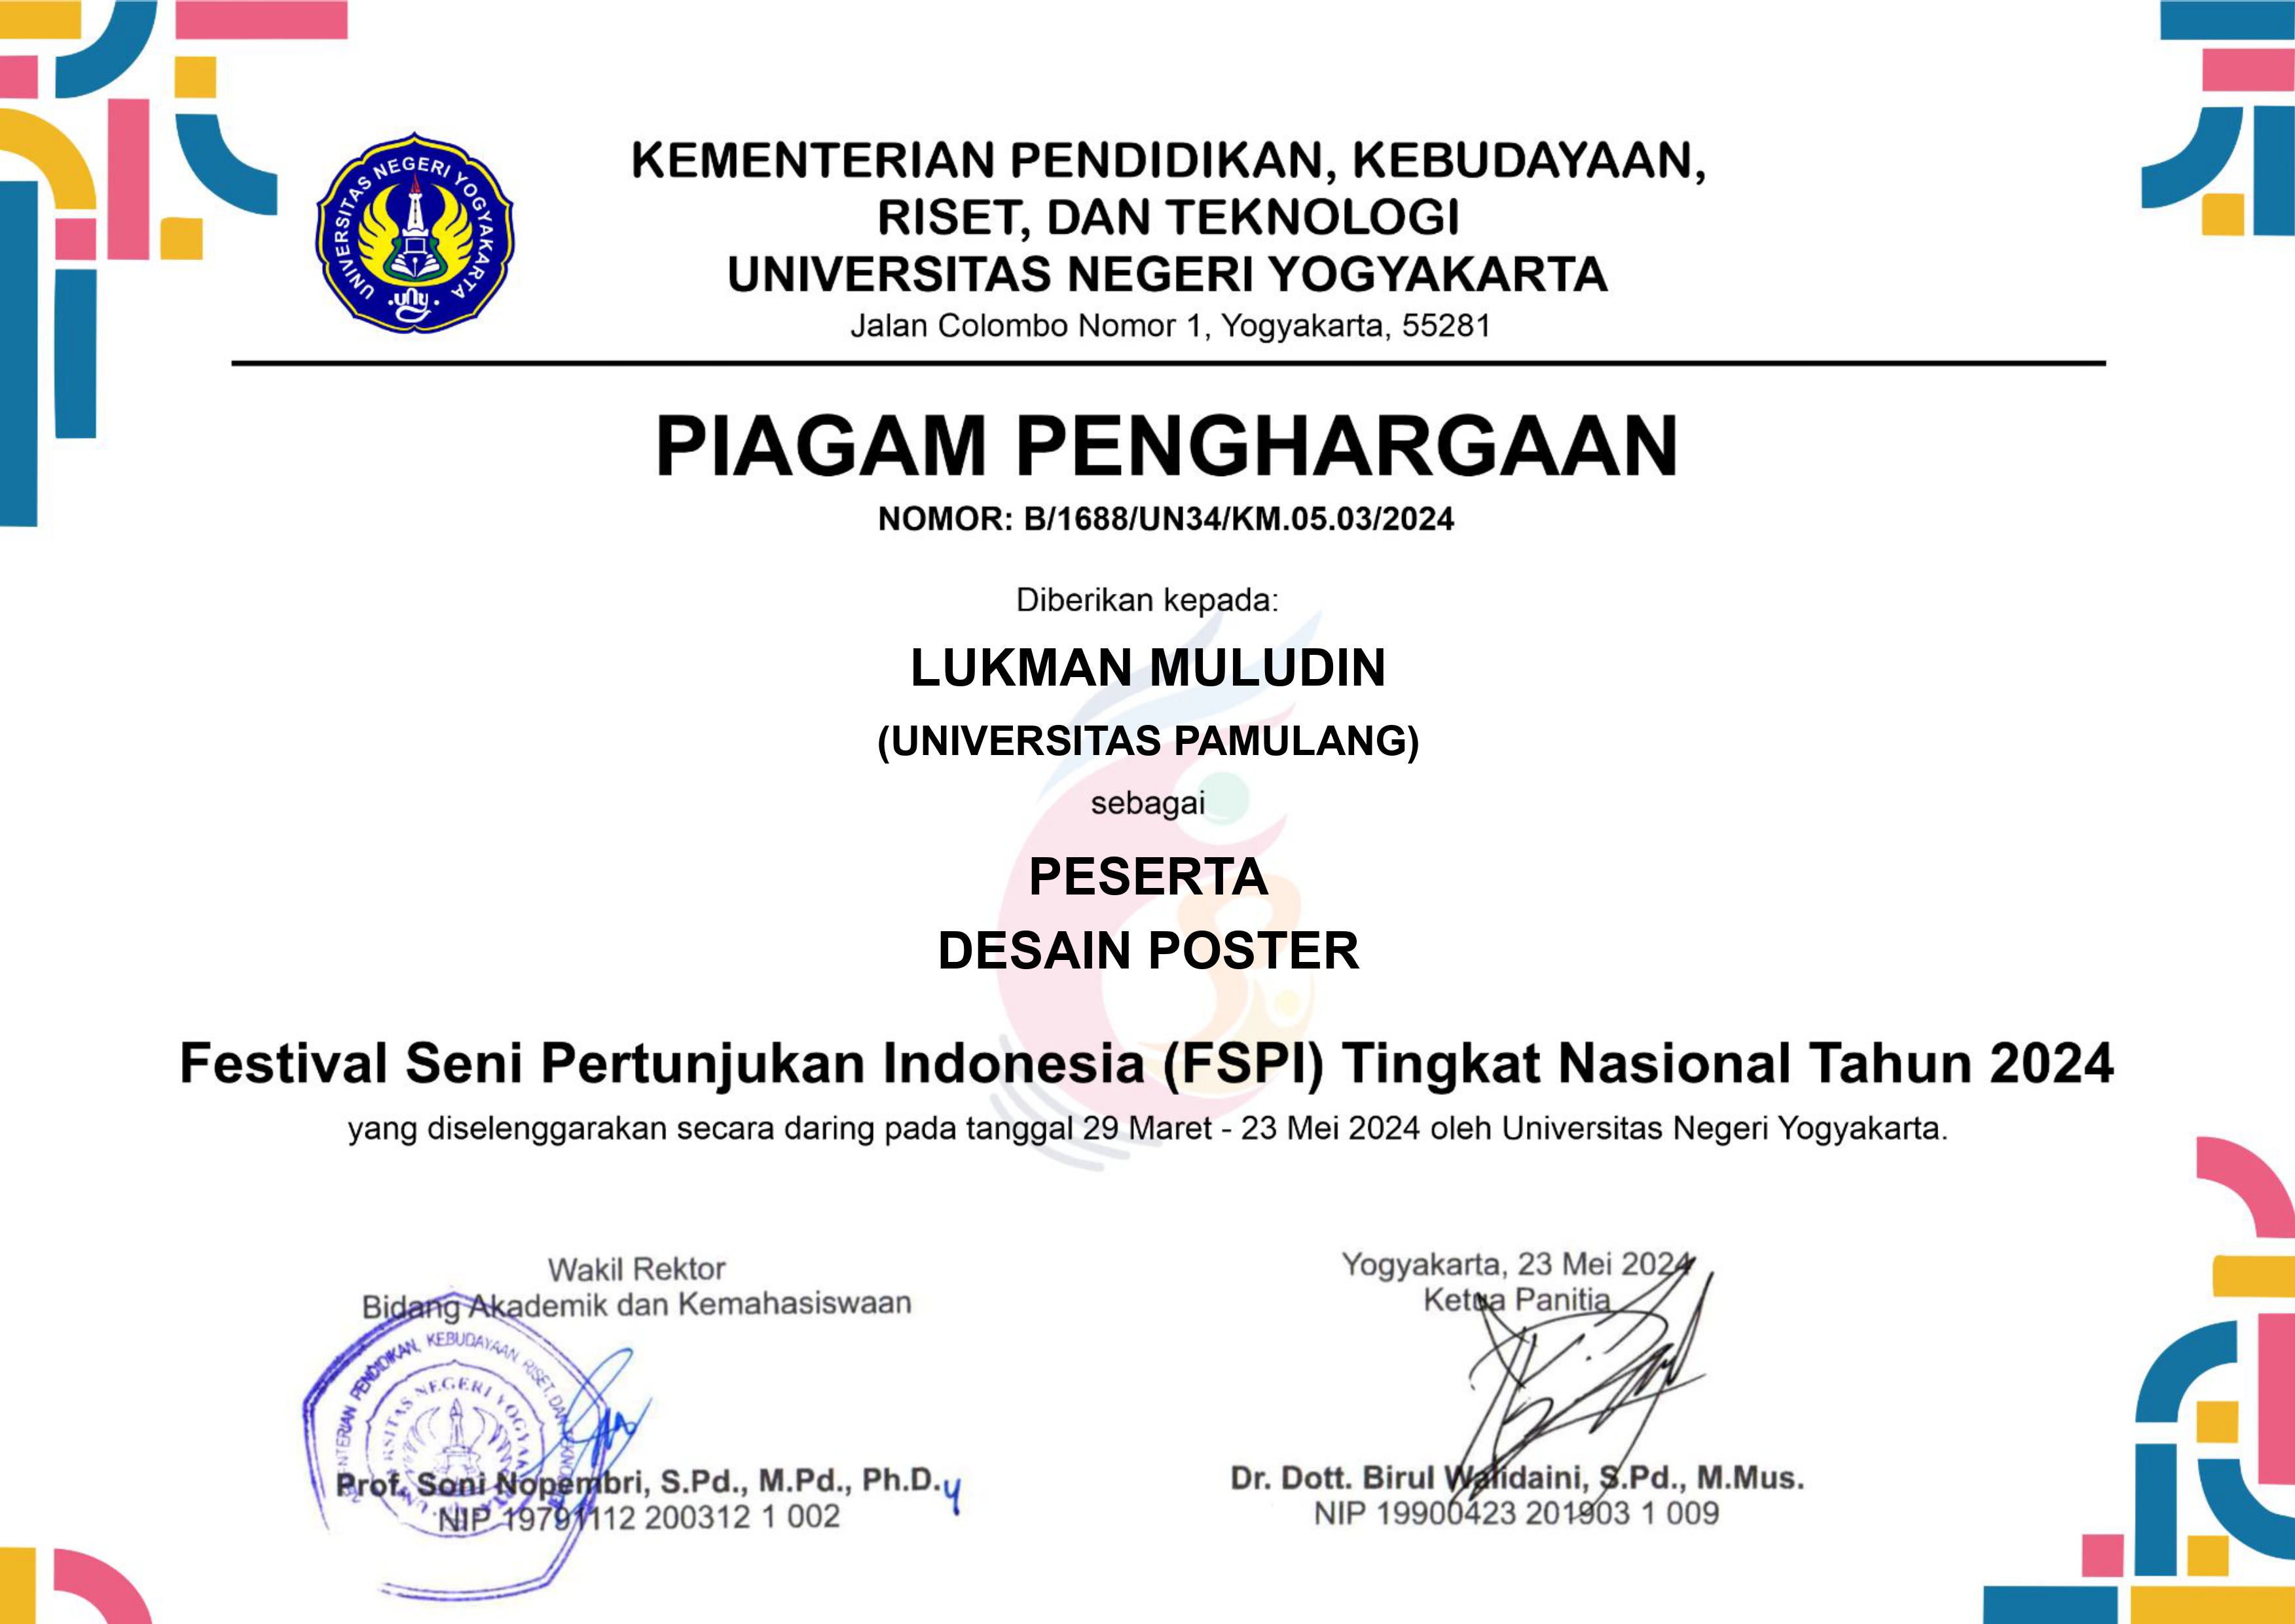 UNIVERSITAS NEGERI YOGYAKARTA
uny
KEMENTERIAN PENDIDIKAN, KEBUDAYAAN,
RISET, DAN TEKNOLOGI
UNIVERSITAS NEGERI YOGYAKARTA
Jalan Colombo Nomor 1, Yogyakarta, 55281
PIAGAM PENGHARGAAN
NOMOR: B/1688/UN34/KM.05.03/2024
Diberikan kepada:
LUKMAN MULUDIN
(UNIVERSITAS PAMULANG)
sebagai
PESERTA
DESAIN POSTER
Festival Seni Pertunjukan Indonesia (FSPI) Tingkat Nasional Tahun 2024
yang diselenggarakan secara daring pada tanggal 29 Maret - 23 Mei 2024 oleh Universitas Negeri Yogyakarta.
Wakil Rektor
Bidang Akademik dan Kemahasiswaan
PENDIDIKAN, KEBUDAYAAN, RISET, DAN
NEGERI
Prof. Soni Nopembri, S.Pd., M.Pd., Ph.D.
NIP 19791112 200312 1 002
Yogyakarta, 23 Mei 2024
Ketua Panitia
Dr. Dott. Birul Walidaini, S.Pd., M.Mus.
NIP 19900423 201903 1 009